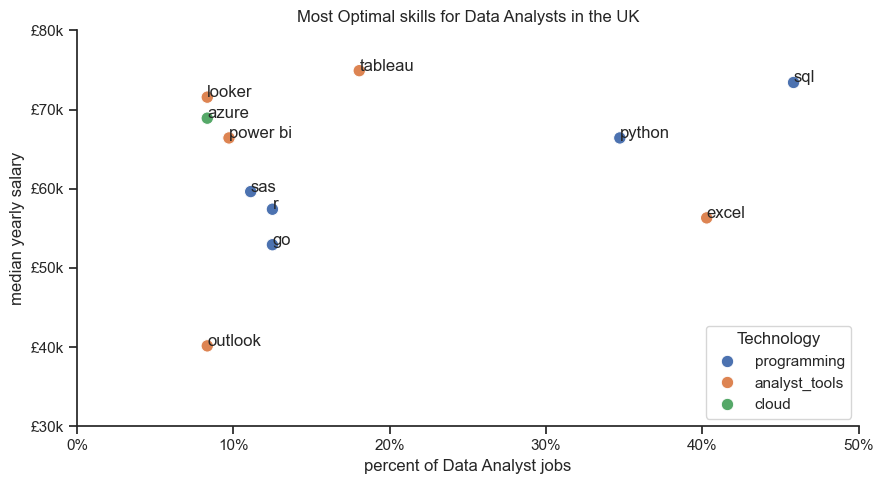 Most Optimal skills for Data Analysts in the UK
£80k
£70k
£60k
£50k
£40k
£30k
median yearly salary
tableau
sql
looker
azure
power bi
python
sas
r
excel
go
outlook
Technology
programming
analyst_tools
cloud
0%
10%
20%
30%
40%
50%
percent of Data Analyst jobs